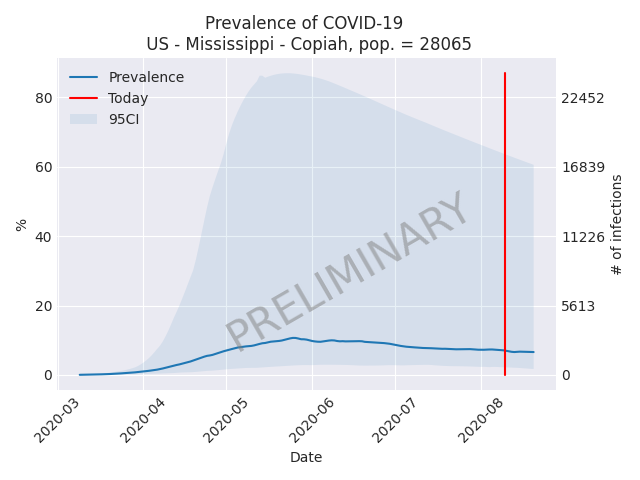 Prevalence of COVID-19
US - Mississippi - Copiah, pop. = 28065
Prevalence
Today
95CI
80
60
40
20
0
%
22452
16839
11226
5613
0
# of infections
PRELIMINARY
2020-03
2020-04
2020-05
2020-06
2020-07
2020-08
Date